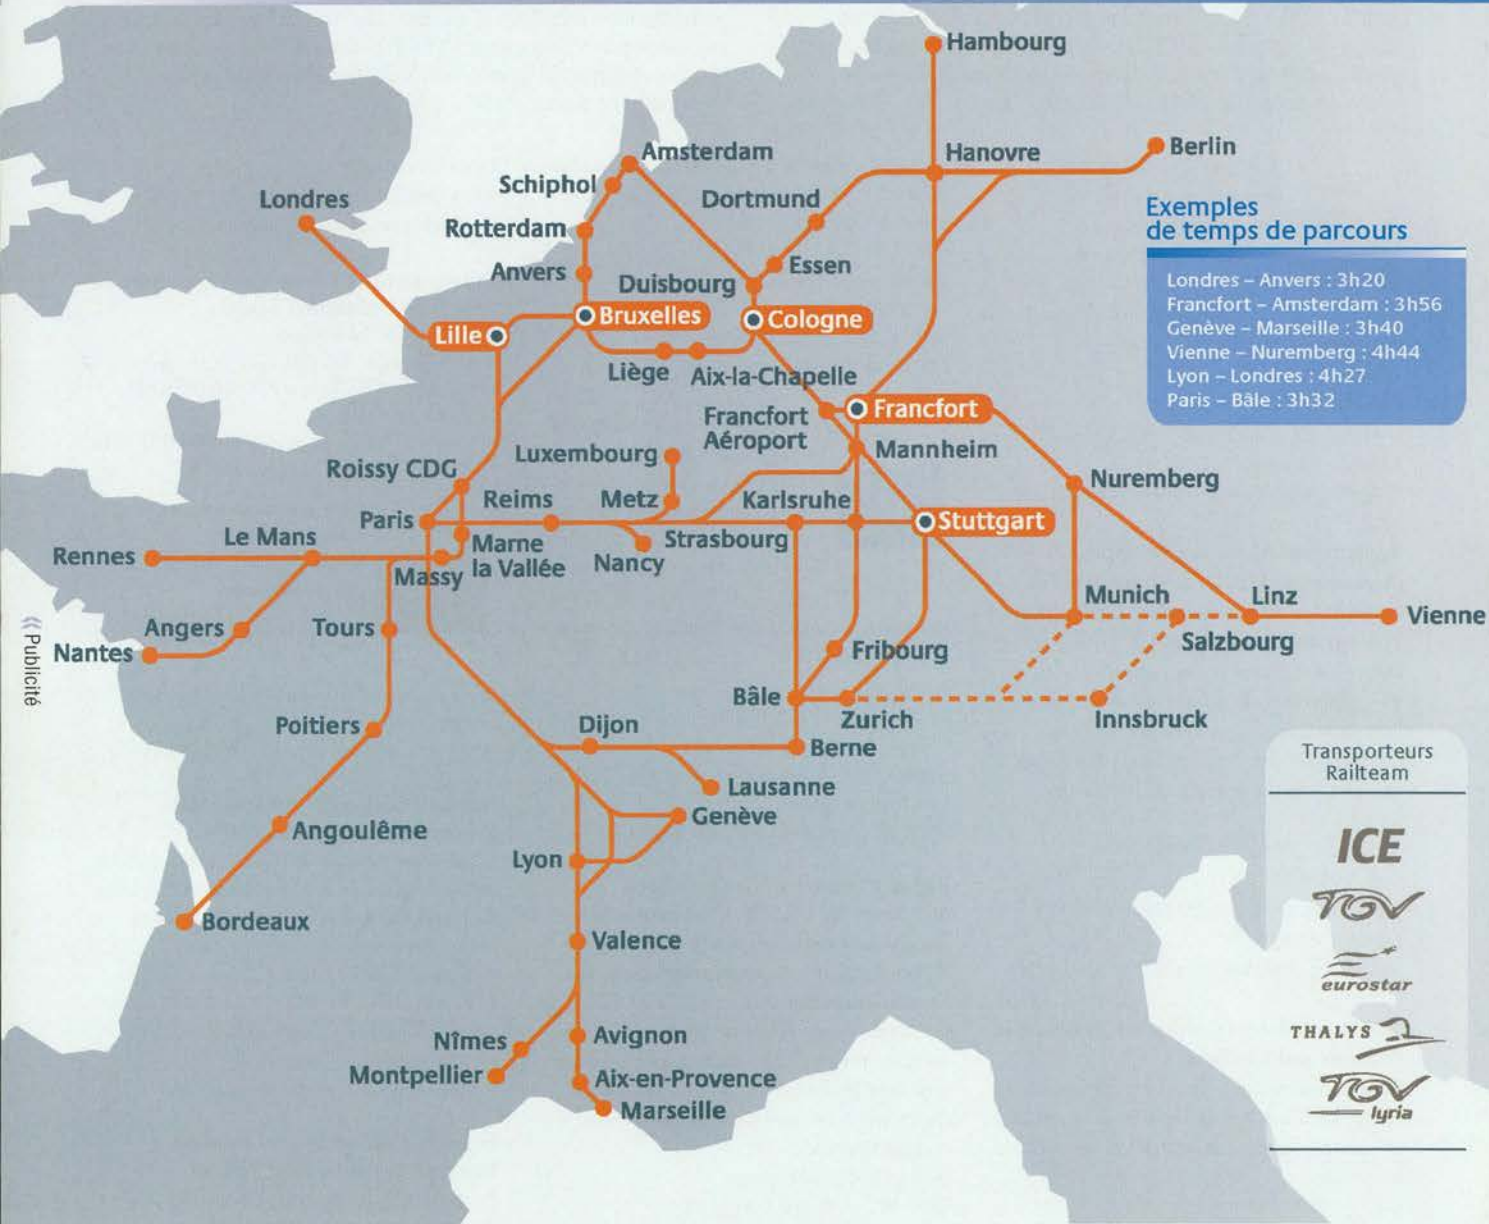 Hambourg
Berlin
Hanovre
Amsterdam
Schiphol
Dortmund
Londres
Rotterdam
Essen
Anvers
Duisbourg
Bruxelles
Cologne
Lille
Liège
Aix-la-Chapelle
Francfort
Aéroport
Francfort
Mannheim
Luxembourg
Roissy CDG
Nuremberg
Reims
Metz
Karlsruhe
Paris
Stuttgart
Le Mans
Strasbourg
Rennes
Marne
la Vallée
Nancy
Massy
Munich
Linz
Vienne
Salzbourg
Angers
Tours
Nantes
Fribourg
Bâle
Zurich
Innsbruck
Poitiers
Dijon
Berne
Lausanne
Genève
Angoulême
Lyon
Bordeaux
Valence
Nîmes
Avignon
Montpellier
Aix-en-Provence
Marseille
Exemples
de temps de parcours
Londres – Anvers : 3h20
Francfort – Amsterdam : 3h56
Genève – Marseille : 3h40
Vienne – Nuremberg : 4h44
Lyon – Londres : 4h27
Paris – Bâle : 3h32
Transporteurs
Railteam
ICE
TGV
eurostar
THALYS
TGV
lyria
« Publicité